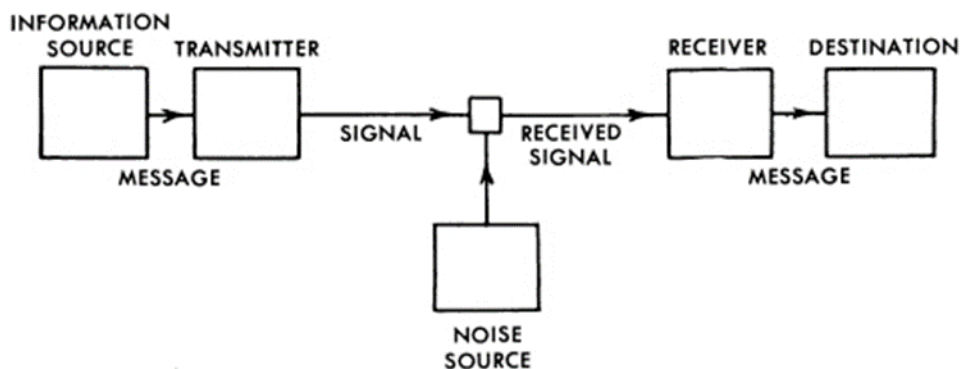 INFORMATION
SOURCE
TRANSMITTER
RECEIVER
DESTINATION
SIGNAL
RECEIVED
SIGNAL
MESSAGE
MESSAGE
NOISE
SOURCE